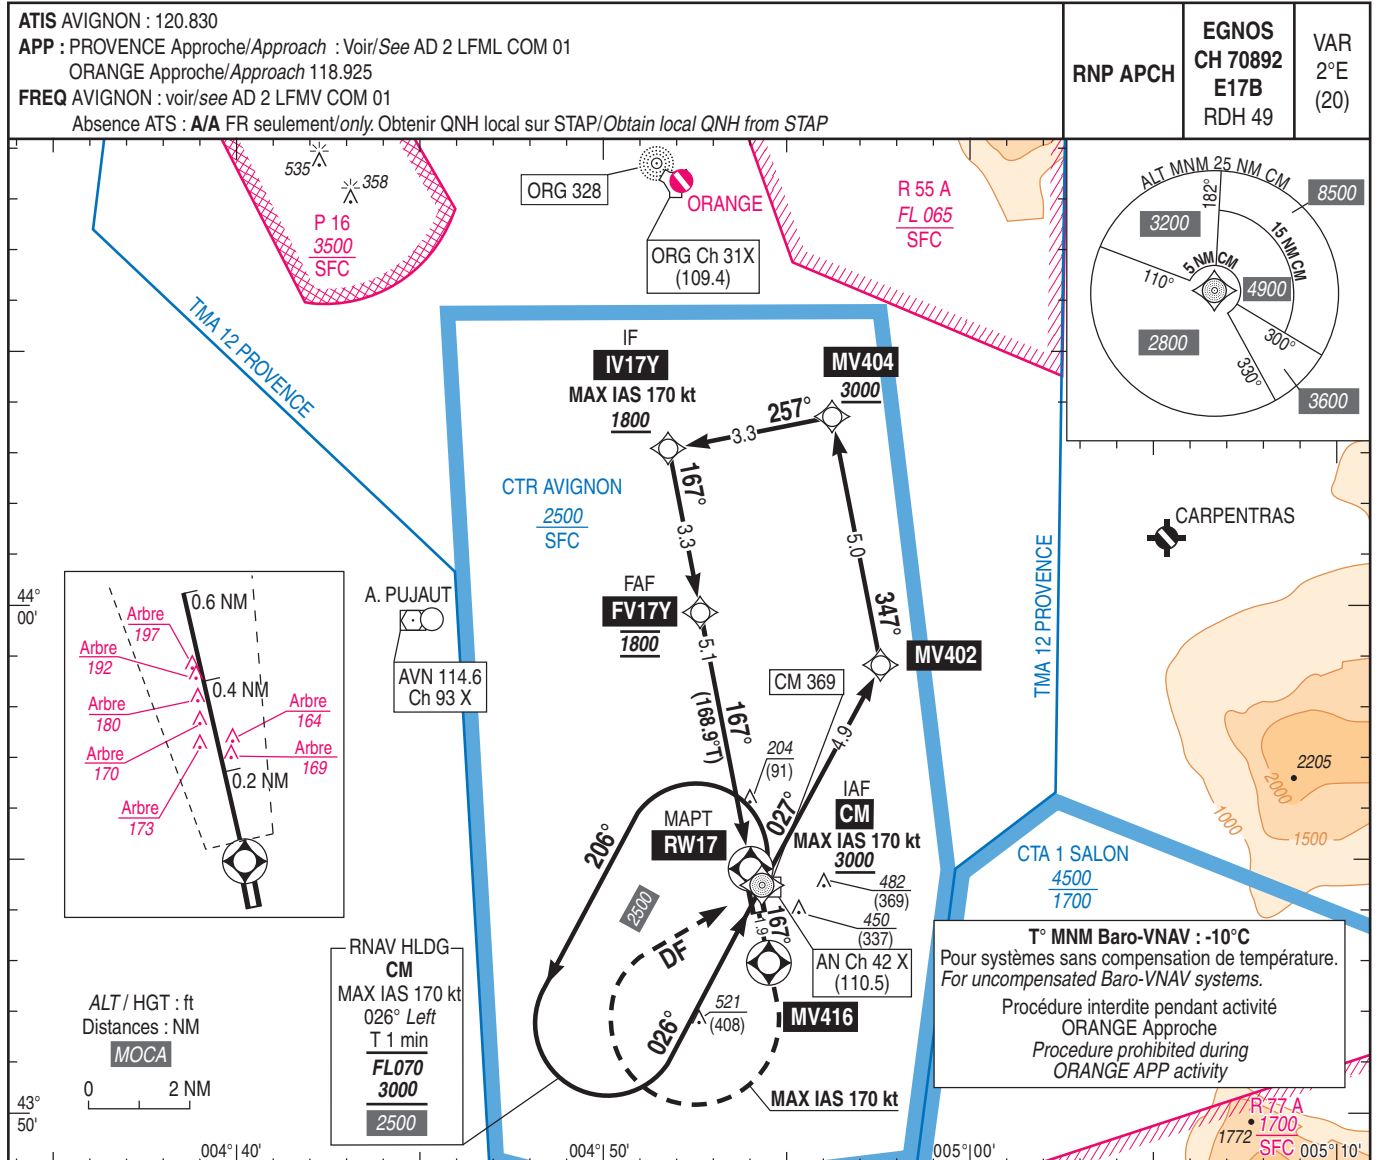 ATIS AVIGNON : 120.830
APP : PROVENCE Approche/Approach : Voir/See AD 2 LFML COM 01
ORANGE Approche/Approach 118.925
FREQ AVIGNON : voir/see AD 2 LFMV COM 01
Absence ATS : A/A FR seulement/only. Obtenir QNH local sur STAP/Obtain local QNH from STAP
RNP APCH
EGNOS
CH 70892
E17B
RDH 49
VAR
2°E
(20)
535
358
P 16
3500
SFC
ORG 328
ORANGE
ORG Ch 31X
(109.4)
R 55 A
FL 065
SFC
ALT MNM 25 NM CM
8500
182°
3200
15 NM CM
5 NM CM
110°
4900
2800
300°
330°
3600
TMA 12 PROVENCE
IF
IV17Y
MAX IAS 170 kt
1800
MV404
3000
257°
3.3
167°
3.3
CTR AVIGNON
2500
SFC
5.0
347°
CARPENTRAS
TMA 12 PROVENCE
FAF
FV17Y
1800
5.1
167°
(168.9°T)
MV402
CM 369
4.9
027°
204
(91)
44°
00'
A. PUJAUT
AVN 114.6
Ch 93 X
0.6 NM
Arbre
197
Arbre
192
0.4 NM
Arbre
180
Arbre
164
Arbre
170
Arbre
169
0.2 NM
Arbre
173
2205
2000
1000
1500
MAPT
RW17
IAF
CM
MAX IAS 170 kt
3000
206°
2500
482
(369)
450
(337)
CTA 1 SALON
4500
1700
1.9
167°
DF
AN Ch 42 X
(110.5)
MV416
521
(408)
026°
MAX IAS 170 kt
RNAV HLDG
CM
MAX IAS 170 kt
026° Left
T 1 min
FL070
3000
2500
T° MNM Baro-VNAV : -10°C
Pour systèmes sans compensation de température.
For uncompensated Baro-VNAV systems.
Procédure interdite pendant activité
ORANGE Approche
Procedure prohibited during
ORANGE APP activity
ALT / HGT : ft
Distances : NM
MOCA
0 2 NM
43°
50'
R 77 A
1700
SFC
1772
004°40'
004°50'
005°00'
005°10'